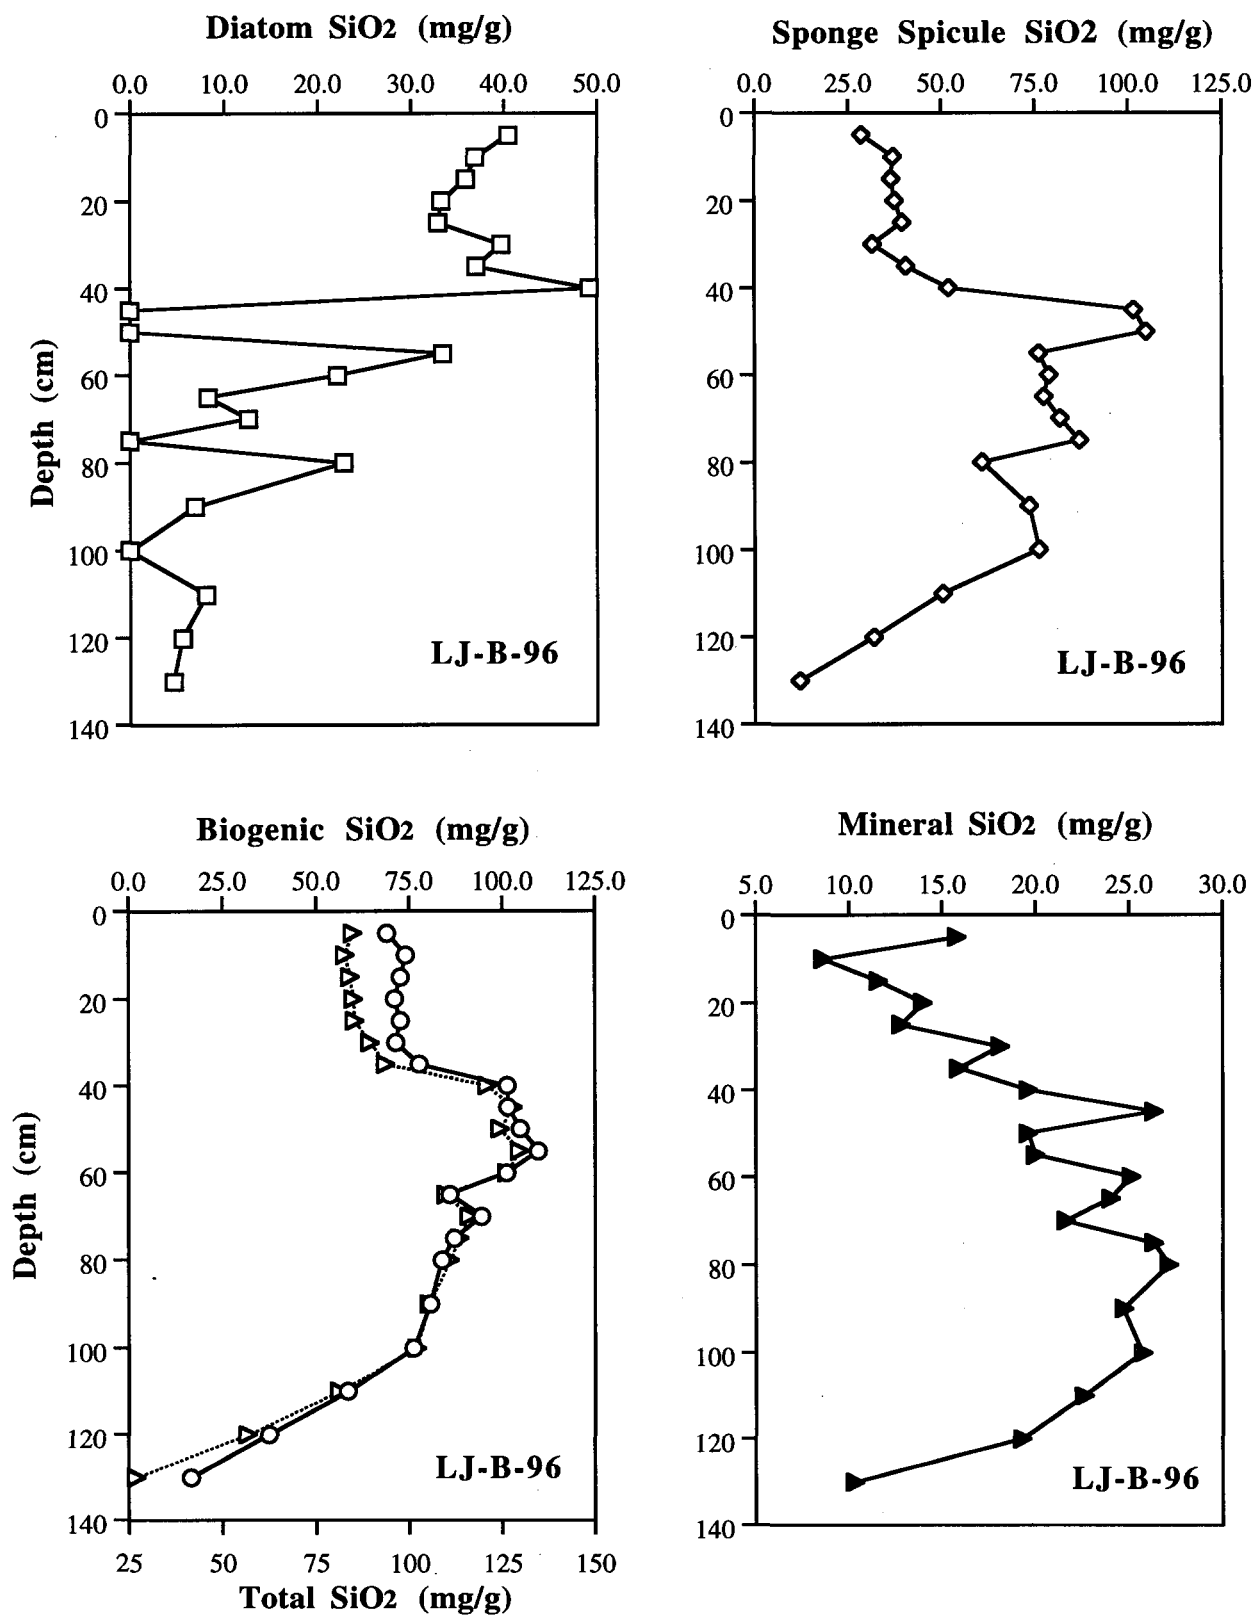 Diatom SiO2 (mg/g)
0.0 10.0 20.0 30.0 40.0 50.0
0
20
40
60
80
100
120
140
Depth (cm)
LJ-B-96
Sponge Spicule SiO2 (mg/g)
0.0 25.0 50.0 75.0 100.0 125.0
0
20
40
60
80
100
120
140
LJ-B-96
Biogenic SiO2 (mg/g)
0.0 25.0 50.0 75.0 100.0 125.0
0
20
40
60
80
100
120
140
Depth (cm)
LJ-B-96
25 50 75 100 125 150
Total SiO2 (mg/g)
Mineral SiO2 (mg/g)
5.0 10.0 15.0 20.0 25.0 30.0
0
20
40
60
80
100
120
140
LJ-B-96